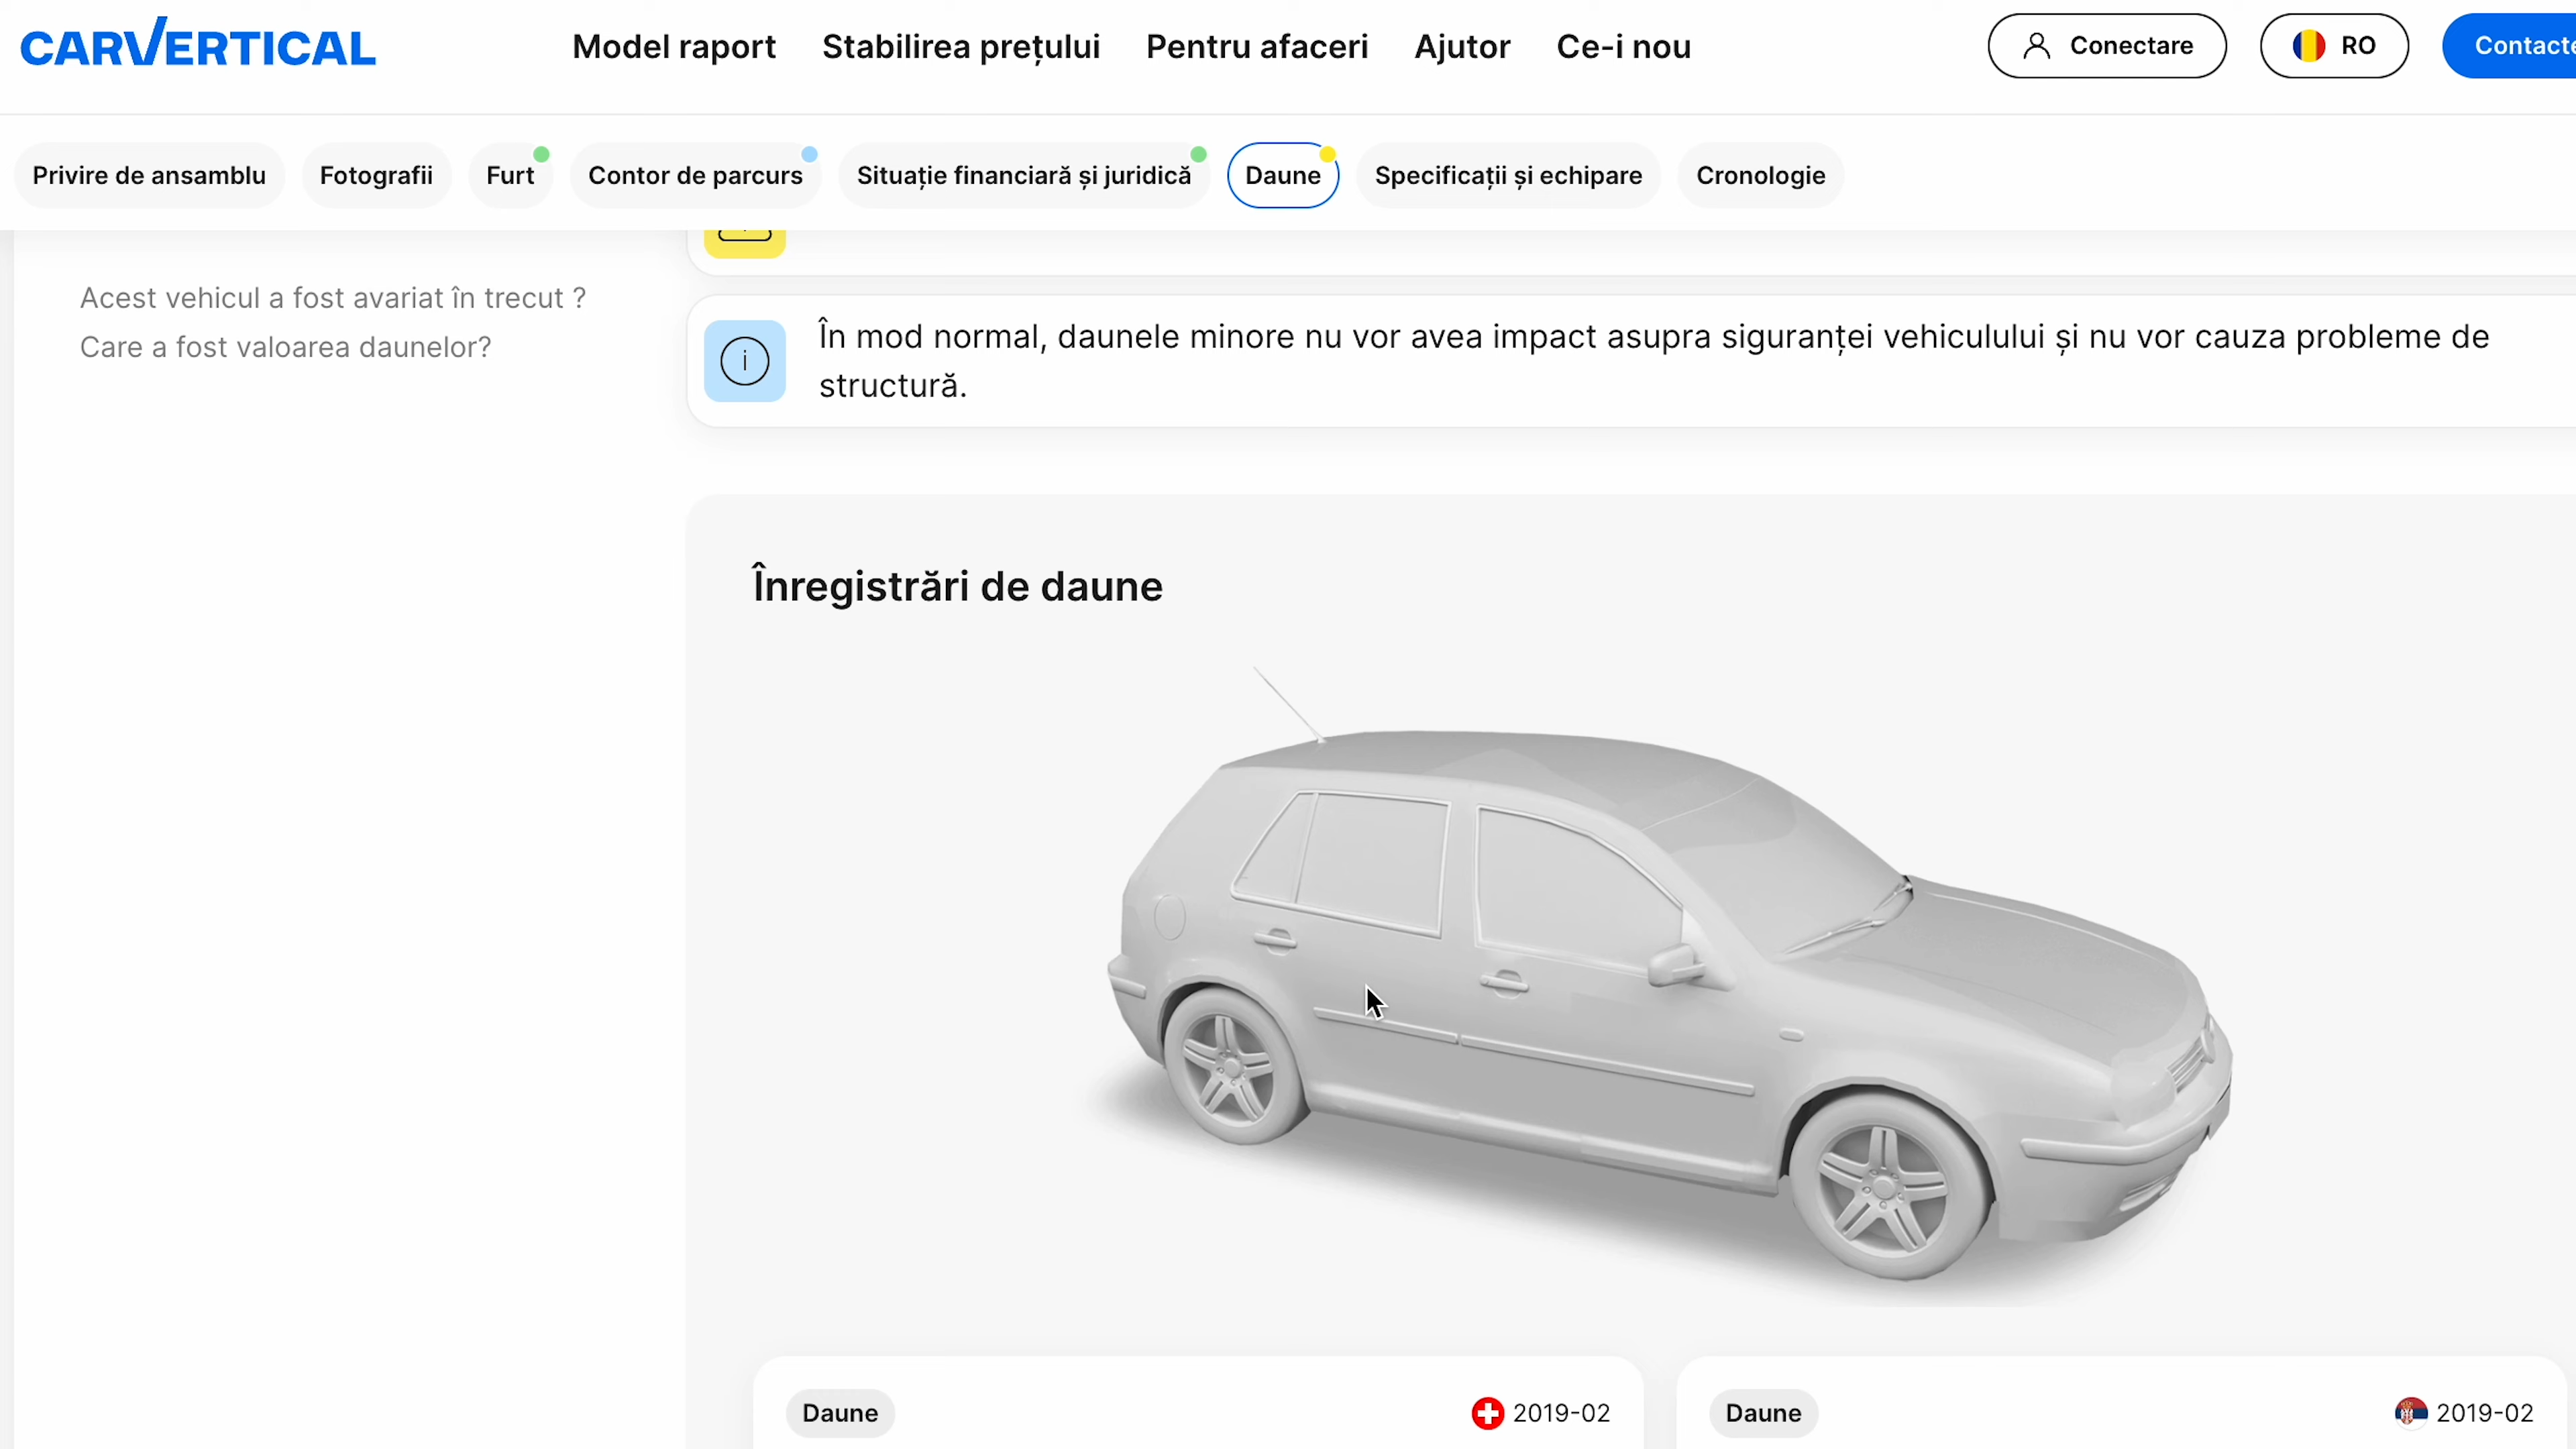 CARVERTICAL
Model raport
Stabilirea prețului
Pentru afaceri
Ajutor
Ce-i nou
Conectare
RO
Privire de ansamblu
Fotografii
Furt
Contor de parcurs
Situație financiară și juridică
Daune
Specificații și echipare
Cronologie
Acest vehicul a fost avariat în trecut ?
Care a fost valoarea daunelor?
În mod normal, daunele minore nu vor avea impact asupra siguranței vehiculului și nu vor cauza probleme de
structură.
Înregistrări de daune
Daune
2019-02
Daune
2019-02